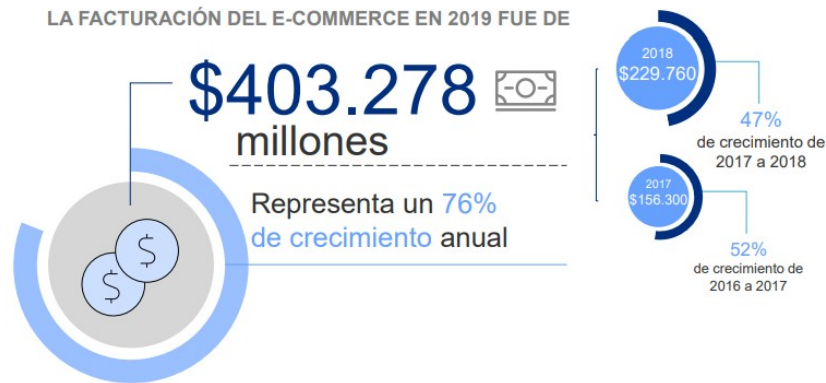 LA FACTURACIÓN DEL E-COMMERCE EN 2019 FUE DE
$403.278
millones
Representa un 76%
de crecimiento anual
2018
$229.760
47%
de crecimiento de
2017 a 2018
2017
$156.300
52%
de crecimiento de
2016 a 2017
$
$